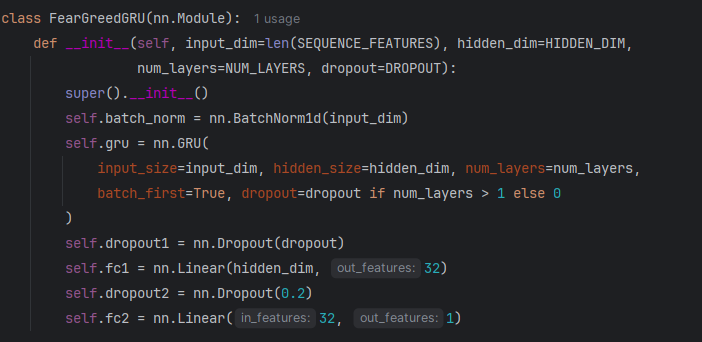 class FearGreedGRU(nn.Module): 1 usage
    def __init__(self, input_dim=len(SEQUENCE_FEATURES), hidden_dim=HIDDEN_DIM,
                 num_layers=NUM_LAYERS, dropout=DROPOUT):
        super().__init__()
        self.batch_norm = nn.BatchNorm1d(input_dim)
        self.gru = nn.GRU(
            input_size=input_dim, hidden_size=hidden_dim, num_layers=num_layers,
            batch_first=True, dropout=dropout if num_layers > 1 else 0
        )
        self.dropout1 = nn.Dropout(dropout)
        self.fc1 = nn.Linear(hidden_dim, out_features: 32)
        self.dropout2 = nn.Dropout(0.2)
        self.fc2 = nn.Linear( in_features: 32, out_features: 1)